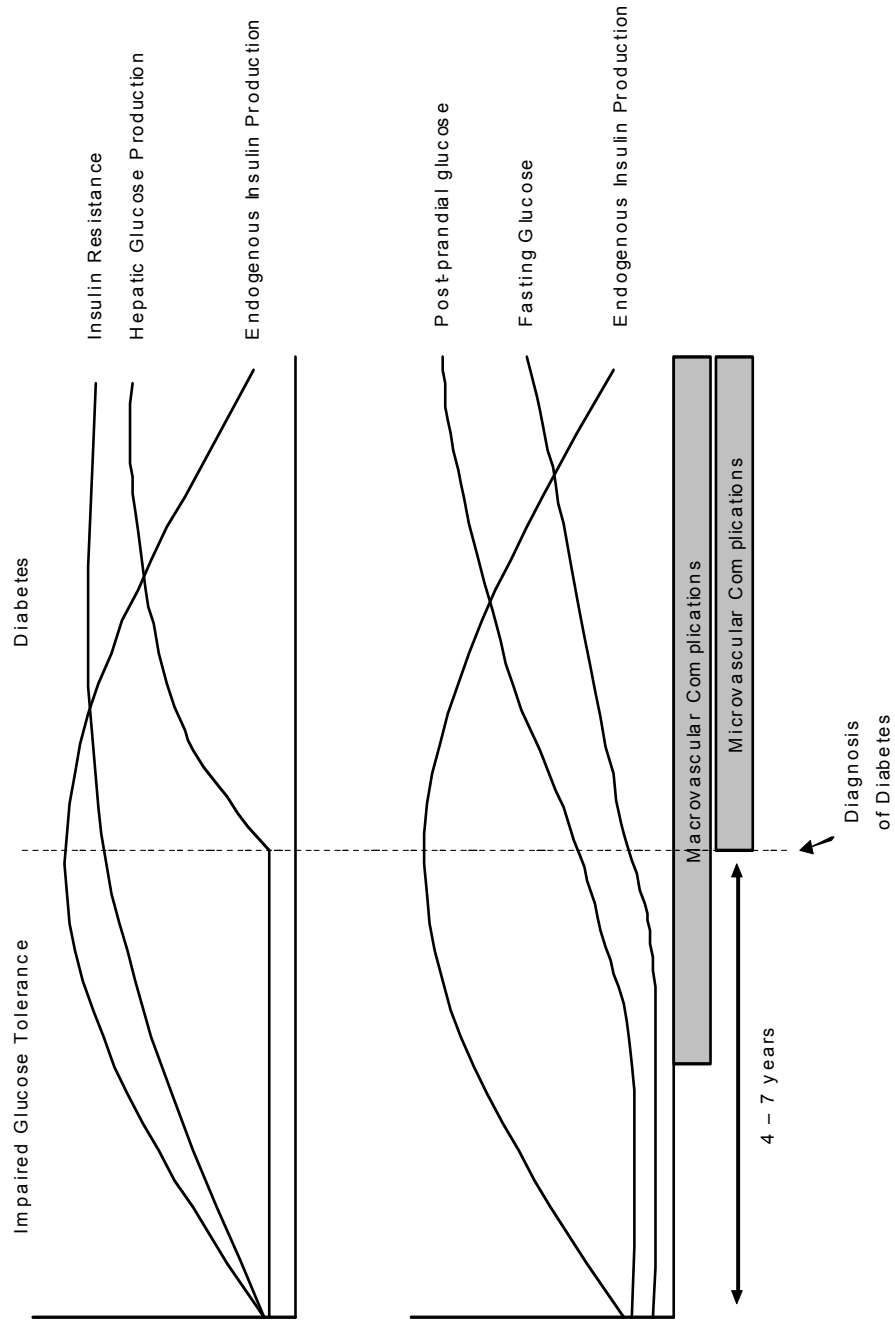 Impaired Glucose Tolerance
Diabetes
Insulin Resistance
Hepatic Glucose Production
Endogenous Insulin Production
Post-prandial glucose
Fasting Glucose
Endogenous Insulin Production
Macrovascular Complications
Microvascular Complications
4 – 7 years
Diagnosis
of Diabetes